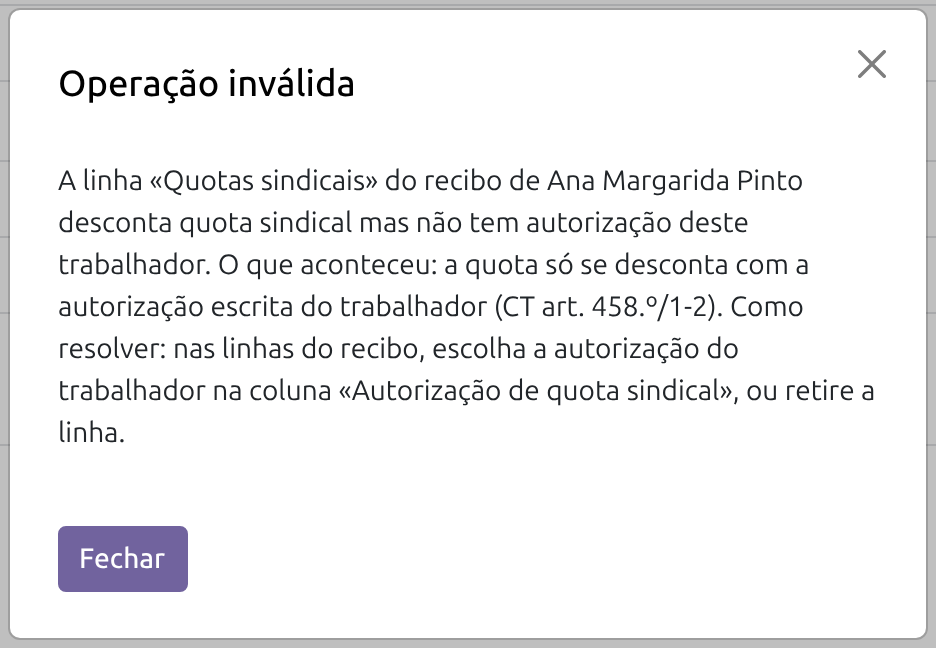 Operação inválida
A linha «Quotas sindicais» do recibo de Ana Margarida Pinto
desconta quota sindical mas não tem autorização deste
trabalhador. O que aconteceu: a quota só se desconta com a
autorização escrita do trabalhador (CT art. 458.º/1-2). Como
resolver: nas linhas do recibo, escolha a autorização do
trabalhador na coluna «Autorização de quota sindical», ou retire a
linha.
Fechar